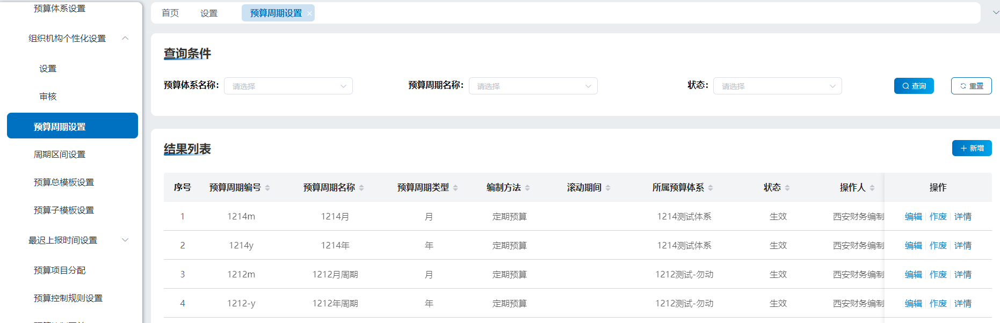 预算体系设置
组织机构个性化设置
设置
审核
预算周期设置
周期区间设置
预算总模板设置
预算子模板设置
最迟上报时间设置
预算项目分配
预算控制规则设置
首页 设置 预算周期设置 ×
查询条件
预算体系名称： 请选择 预算周期名称： 请选择 状态： 请选择 查询 重置
结果列表
新增
序号 预算周期编号 预算周期名称 预算周期类型 编制方法 滚动期间 所属预算体系 状态 操作人 操作
1 1214m 1214月 月 定期预算 1214测试体系 生效 西安财务编制 编辑 作废 详情
2 1214y 1214年 年 定期预算 1214测试体系 生效 西安财务编制 编辑 作废 详情
3 1212m 1212月周期 月 定期预算 1212测试-勿动 生效 西安财务编制 编辑 作废 详情
4 1212-y 1212年周期 年 定期预算 1212测试-勿动 生效 西安财务编制 编辑 作废 详情